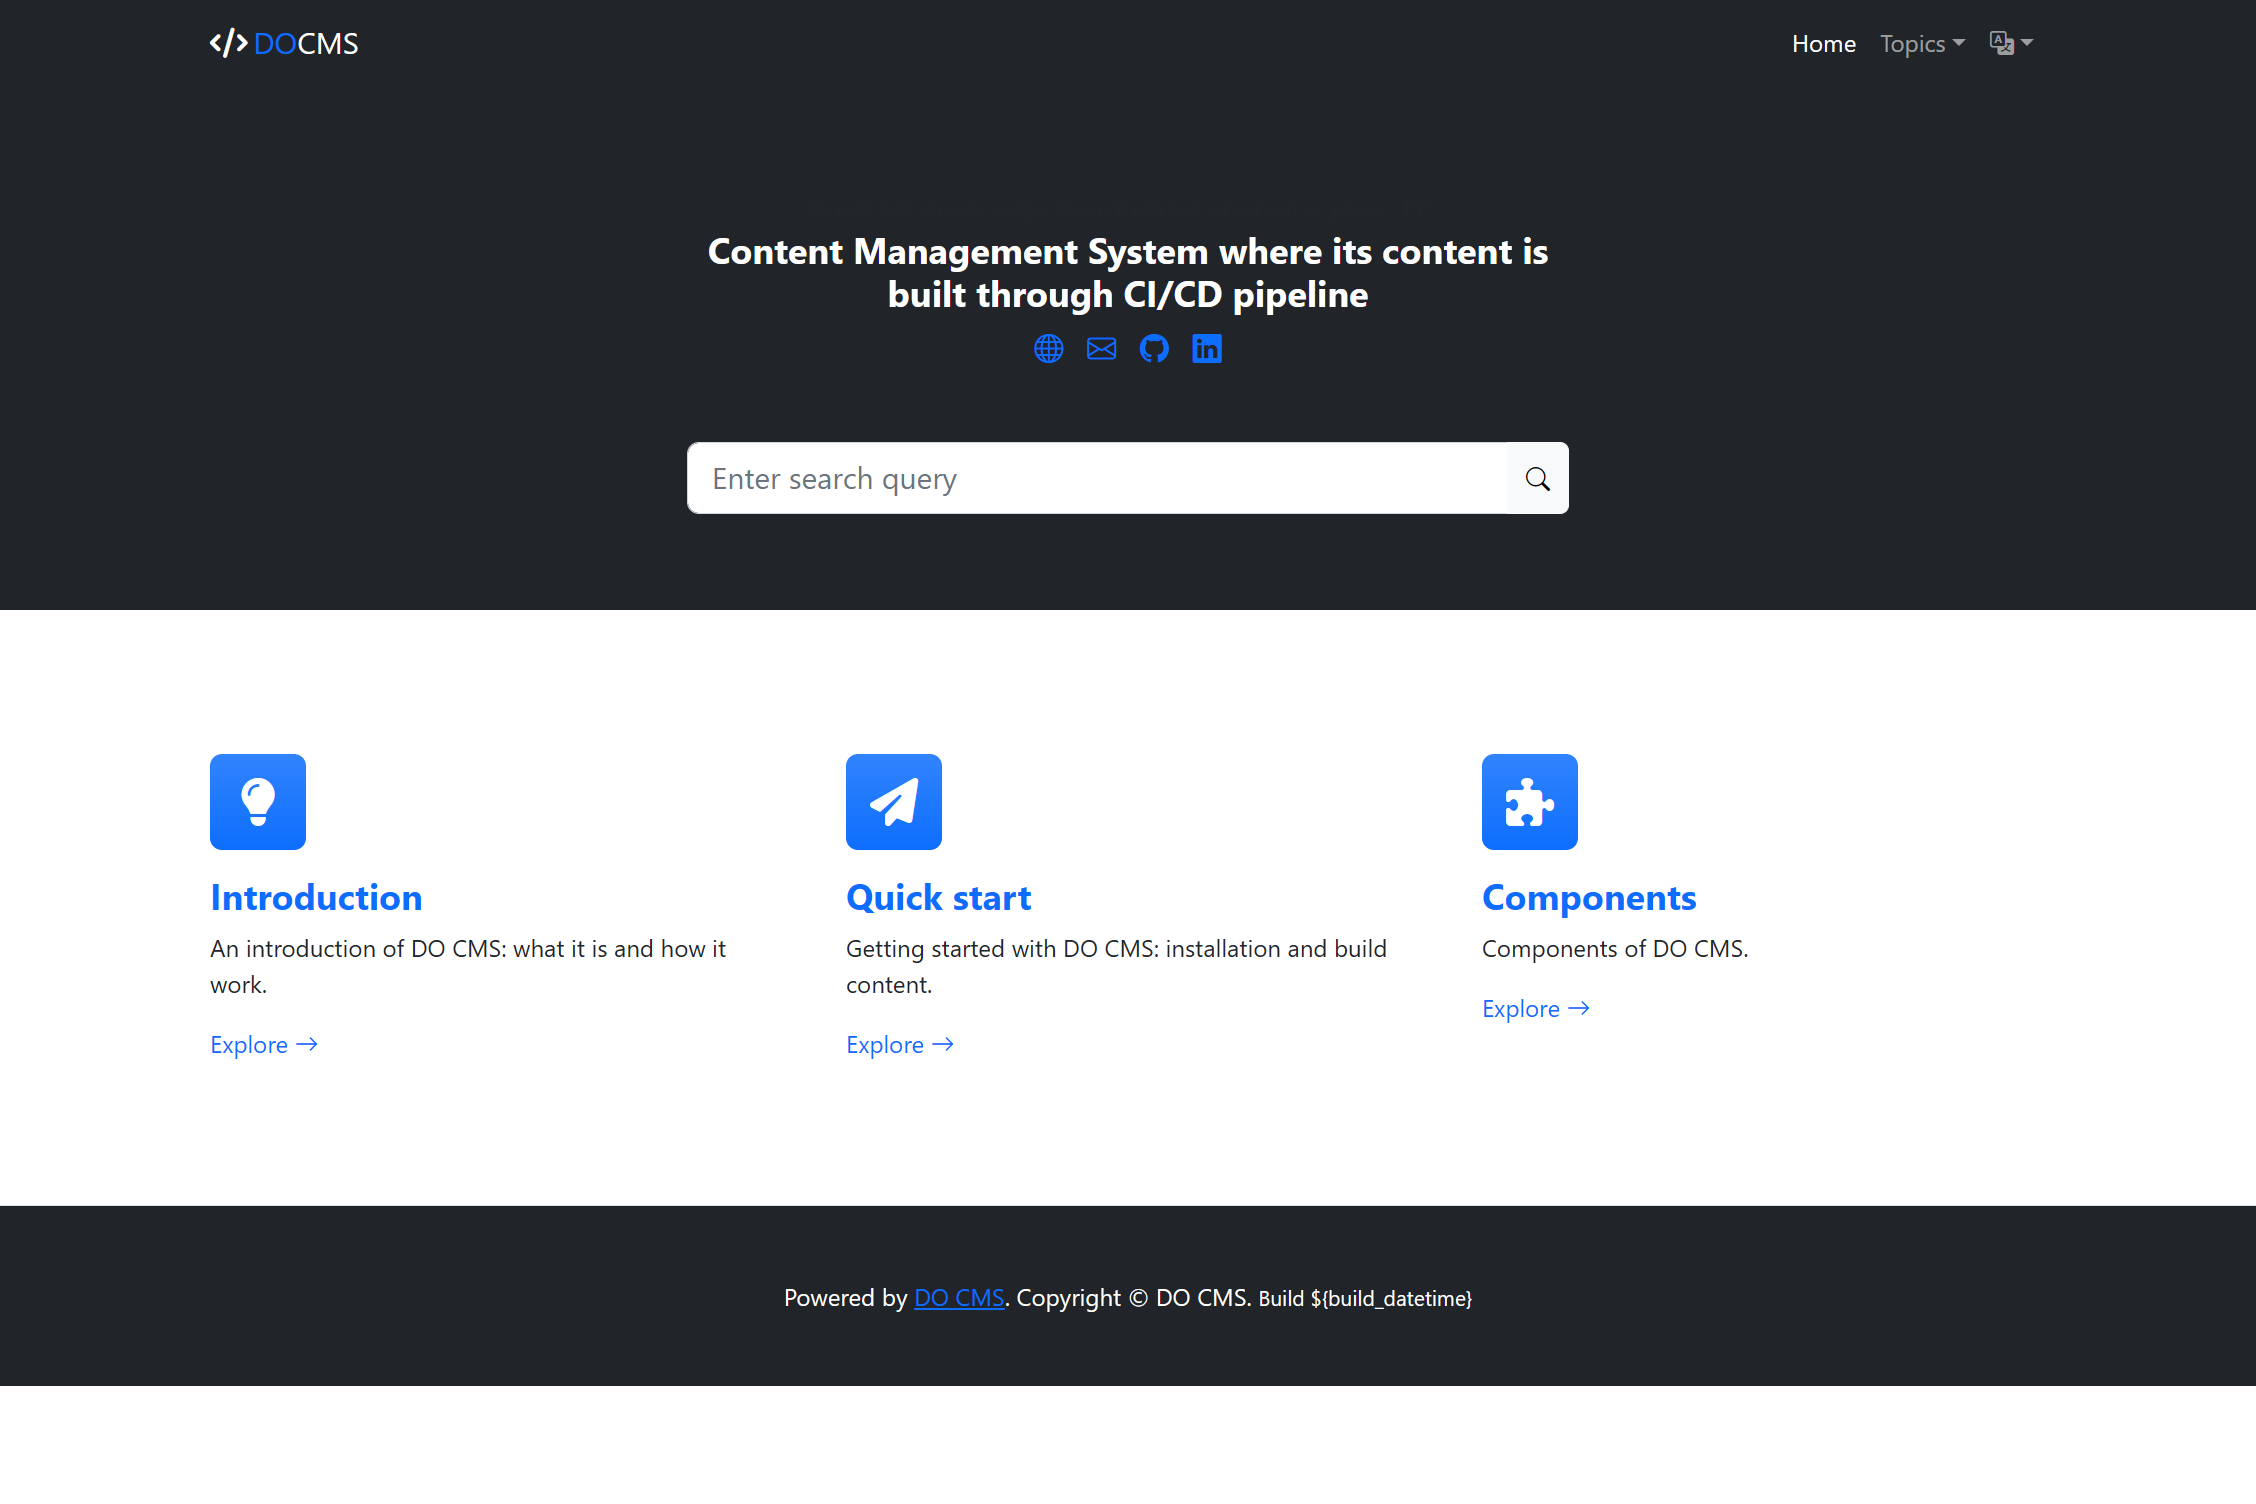 DOCMS
Home Topics
Content Management System where its content is
built through CI/CD pipeline
Enter search query
Introduction
An introduction of DO CMS: what it is and how it
work.
Explore →
Quick start
Getting started with DO CMS: installation and build
content.
Explore →
Components
Components of DO CMS.
Explore →
Powered by DO CMS. Copyright © DO CMS. Build ${build_datetime}